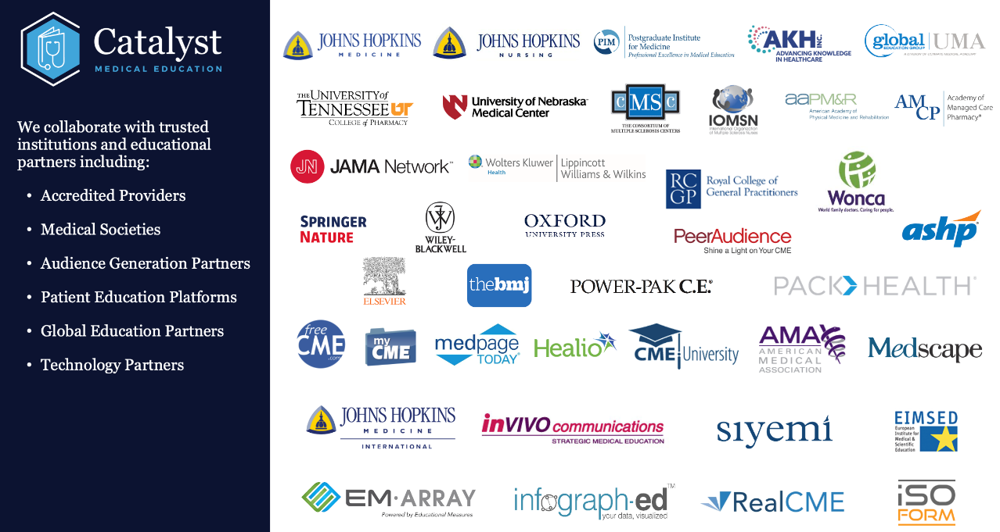 Catalyst
MEDICAL EDUCATION
We collaborate with trusted
institutions and educational
partners including:
• Accredited Providers
• Medical Societies
• Audience Generation Partners
• Patient Education Platforms
• Global Education Partners
• Technology Partners
JOHNS HOPKINS
MEDICINE
JOHNS HOPKINS
NURSING
PIM
Postgraduate Institute
for Medicine
Professional Excellence in Medical Education
AKH INC.
ADVANCING KNOWLEDGE
IN HEALTHCARE
global
EDUCATION GROUP
UMA
A DIVISION OF ULTIMATE MEDICAL ACADEMY
THE UNIVERSITY of
TENNESSEE UT
COLLEGE of PHARMACY
N
University of Nebraska
Medical Center
CMSC
THE CONSORTIUM OF
MULTIPLE SCLEROSIS CENTERS
IOMSN
International Organization
of Multiple Sclerosis Nurses
aaPM&R
American Academy of
Physical Medicine and Rehabilitation
AM
CP
Academy of
Managed Care
Pharmacy®
JN
JAMA Network™
Wolters Kluwer
Health
Lippincott
Williams & Wilkins
RC
GP
Royal College of
General Practitioners
Wonca
World family doctors. Caring for people.
SPRINGER
NATURE
WILEY-
BLACKWELL
OXFORD
UNIVERSITY PRESS
PeerAudience
Shine a Light on Your CME
ashp
ELSEVIER
thebmj
POWER-PAK C.E.®
PACK HEALTH®
free
CME
.com
my
CME
medpage
TODAY®
Healio
CME University
AMA
AMERICAN
MEDICAL
ASSOCIATION
Medscape
JOHNS HOPKINS
MEDICINE
INTERNATIONAL
inVIVO communications
STRATEGIC MEDICAL EDUCATION
siyemi
EIMSED
European
Institute for
Medical &
Scientific
Education
EM·ARRAY
Powered by Educational Measures
infograph-ed™
your data, visualized
RealCME
iSO
FORM